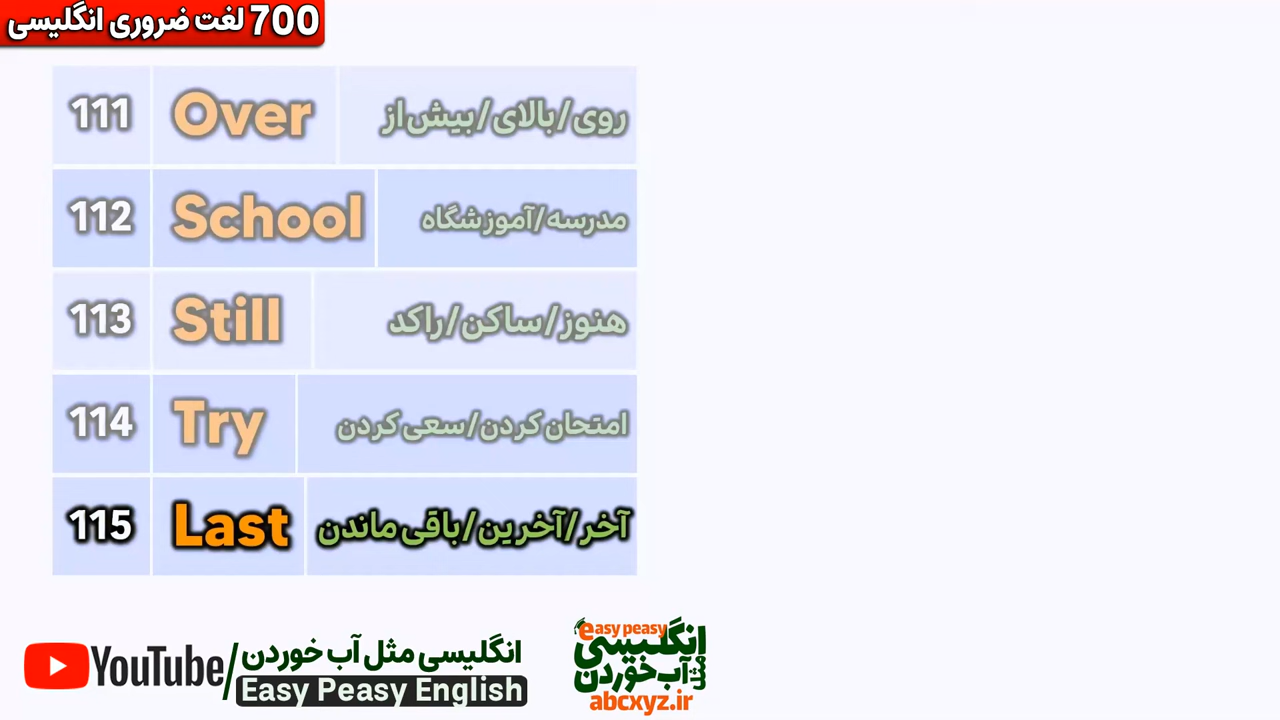 700 لغت ضروری انگلیسی
111 Over روی/بالای/بیش از
112 School مدرسه/آموزشگاه
113 Still هنوز/ساکن/راکد
114 Try امتحان کردن/سعی کردن
115 Last آخر/آخرین/باقی ماندن
YouTube/انگلیسی مثل آب خوردن
Easy Peasy English
easy peasy
انگلیسی
مثل آب خوردن
abcxyz.ir